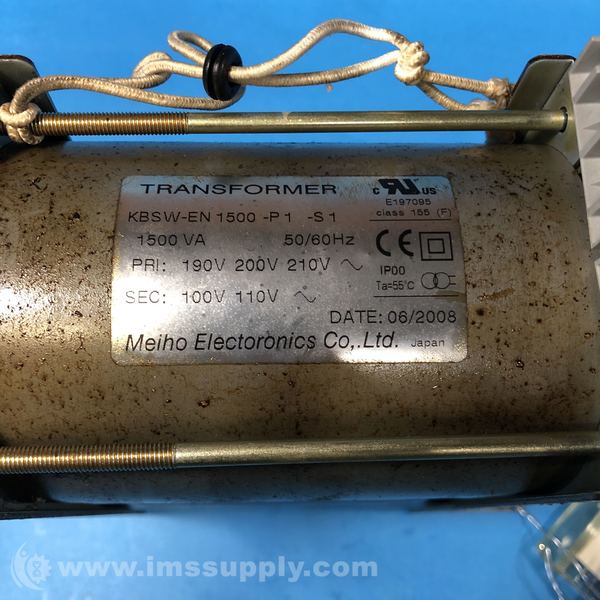 TRANSFORMER
KBSW-EN 1500 -P1 -S1
1500 VA 50/60Hz
PRI: 190V 200V 210V ~
SEC: 100V 110V ~
c RU US
E197095
class 155 (F)
CE
IP00
Ta=55°C
DATE: 06/2008
Meiho Electoronics Co,.Ltd. Japan
www.imssupply.com/